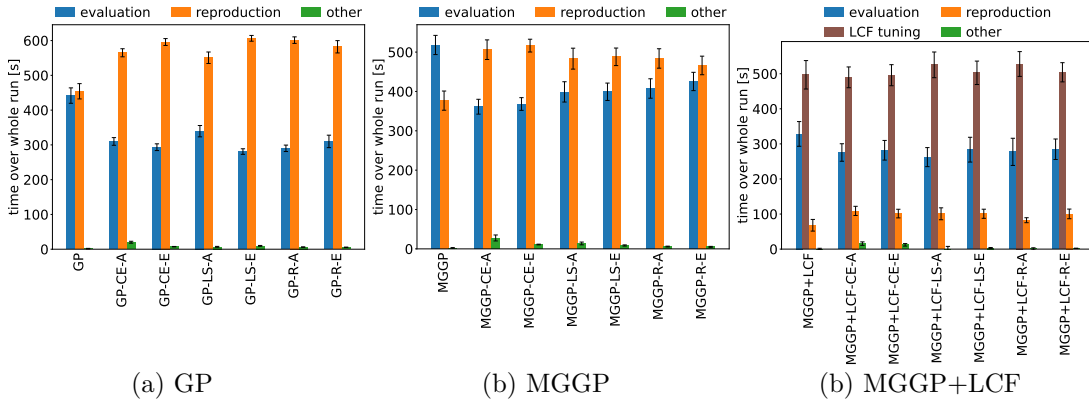 evaluation reproduction other
time over whole run [s]
600
500
400
300
200
100
0
GP
GP-CE-A
GP-CE-E
GP-LS-A
GP-LS-E
GP-R-A
GP-R-E
(a) GP
evaluation reproduction other
time over whole run [s]
500
400
300
200
100
0
MGGP
MGGP-CE-A
MGGP-CE-E
MGGP-LS-A
MGGP-LS-E
MGGP-R-A
MGGP-R-E
(b) MGGP
evaluation reproduction
LCF tuning other
time over whole run [s]
500
400
300
200
100
0
MGGP+LCF
MGGP+LCF-CE-A
MGGP+LCF-CE-E
MGGP+LCF-LS-A
MGGP+LCF-LS-E
MGGP+LCF-R-A
MGGP+LCF-R-E
(b) MGGP+LCF